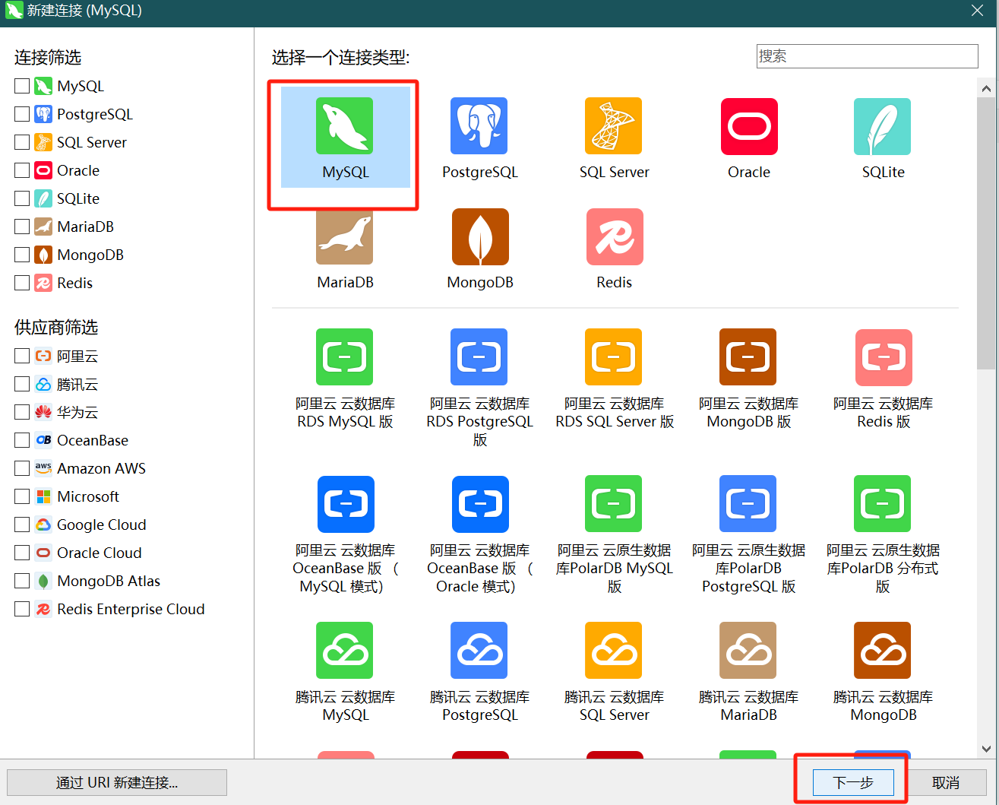 新建连接 (MySQL)
连接筛选
MySQL
PostgreSQL
SQL Server
Oracle
SQLite
MariaDB
MongoDB
Redis
供应商筛选
阿里云
腾讯云
华为云
OceanBase
Amazon AWS
Microsoft
Google Cloud
Oracle Cloud
MongoDB Atlas
Redis Enterprise Cloud
选择一个连接类型:
搜索
MySQL
PostgreSQL
SQL Server
Oracle
SQLite
MariaDB
MongoDB
Redis
阿里云 云数据库
RDS MySQL 版
阿里云 云数据库
RDS PostgreSQL
版
阿里云 云数据库
RDS SQL Server 版
阿里云 云数据库
MongoDB 版
阿里云 云数据库
Redis 版
阿里云 云数据库
OceanBase 版 （
MySQL 模式）
阿里云 云数据库
OceanBase 版 （
Oracle 模式）
阿里云 云原生数据
库PolarDB MySQL
版
阿里云 云原生数据
库PolarDB
PostgreSQL 版
阿里云 云原生数据
库PolarDB 分布式
版
腾讯云 云数据库
MySQL
腾讯云 云数据库
PostgreSQL
腾讯云 云数据库
SQL Server
腾讯云 云数据库
MariaDB
腾讯云 云数据库
MongoDB
通过 URI 新建连接...
下一步
取消